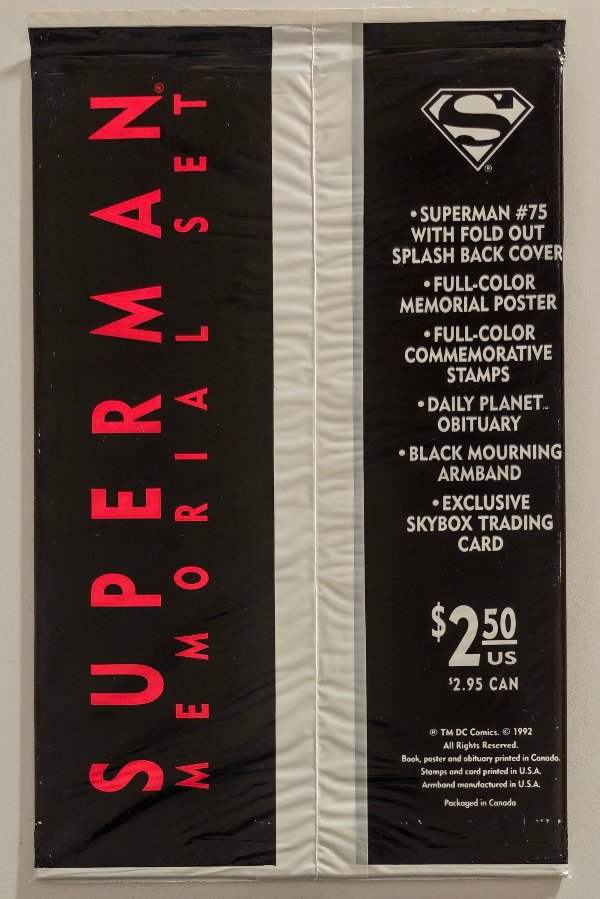 SUPERMAN®
MEMORIAL SET
S
®
• SUPERMAN #75
WITH FOLD OUT
SPLASH BACK COVER
• FULL-COLOR
MEMORIAL POSTER
• FULL-COLOR
COMMEMORATIVE
STAMPS
• DAILY PLANET™
OBITUARY
• BLACK MOURNING
ARMBAND
• EXCLUSIVE
SKYBOX TRADING
CARD
$2.50
US
$2.95 CAN
® TM DC Comics. © 1992
All Rights Reserved.
Book, poster and obituary printed in Canada.
Stamps and card printed in U.S.A.
Armband manufactured in U.S.A.
Packaged in Canada